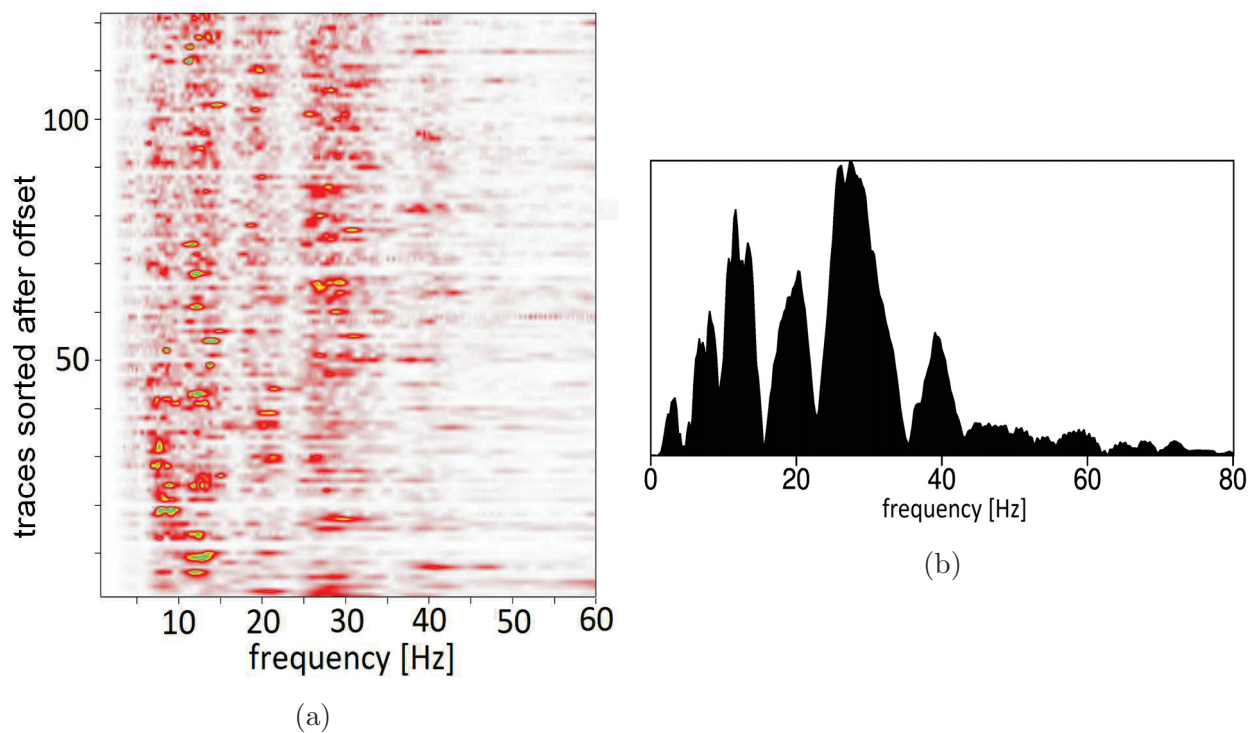 100
50
traces sorted after offset
10 20 30 40 50 60
frequency [Hz]
(a)
0 20 40 60 80
frequency [Hz]
(b)